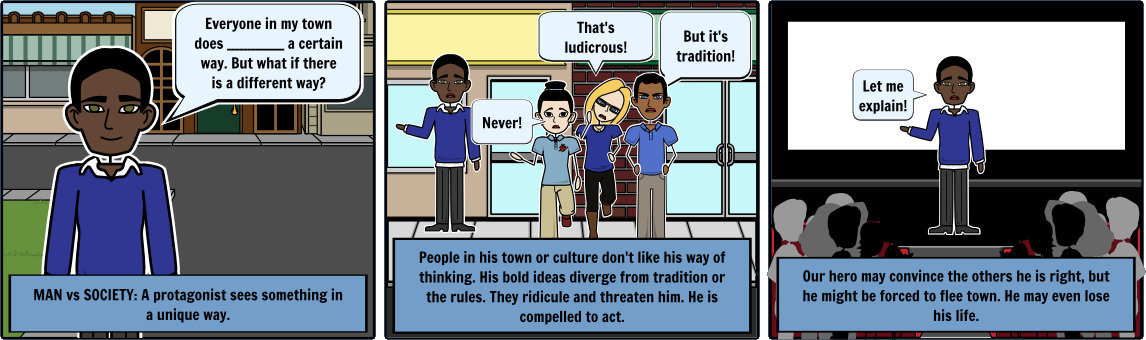 Everyone in my town
does ________ a certain
way. But what if there
is a different way?
MAN vs SOCIETY: A protagonist sees something in
a unique way.
That's
ludicrous!
But it's
tradition!
Never!
People in his town or culture don't like his way of
thinking. His bold ideas diverge from tradition or
the rules. They ridicule and threaten him. He is
compelled to act.
Let me
explain!
Our hero may convince the others he is right, but
he might be forced to flee town. He may even lose
his life.